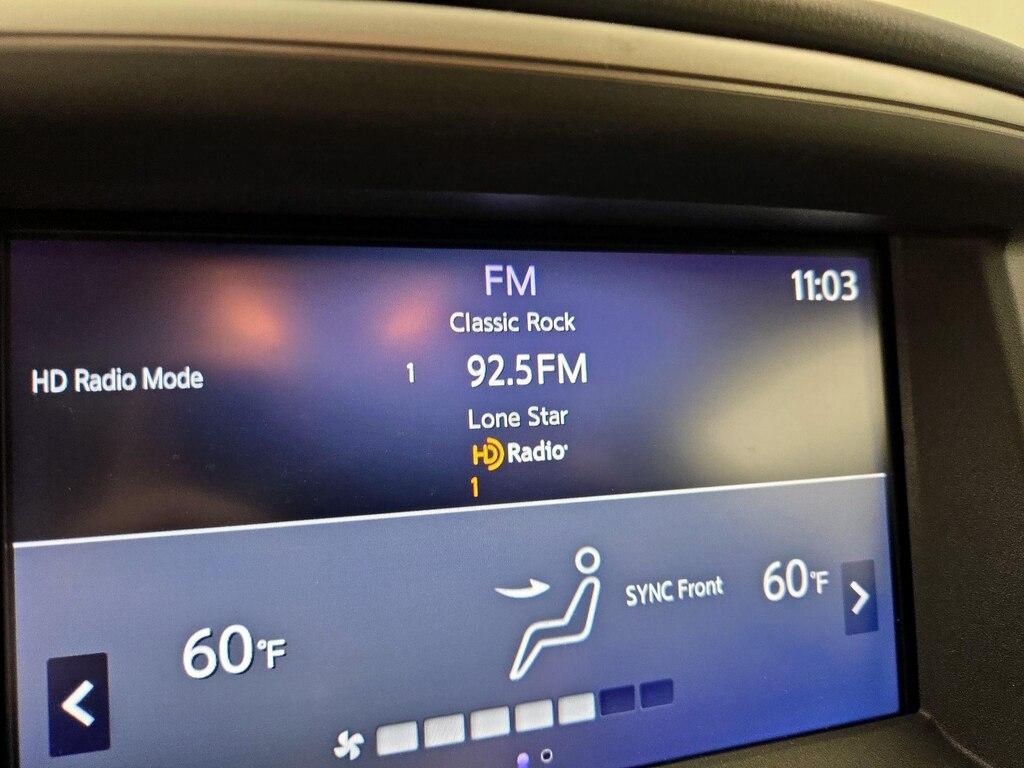 FM
11:03
Classic Rock
HD Radio Mode
1 92.5FM
Lone Star
HD Radio
1
SYNC Front 60°F
60°F